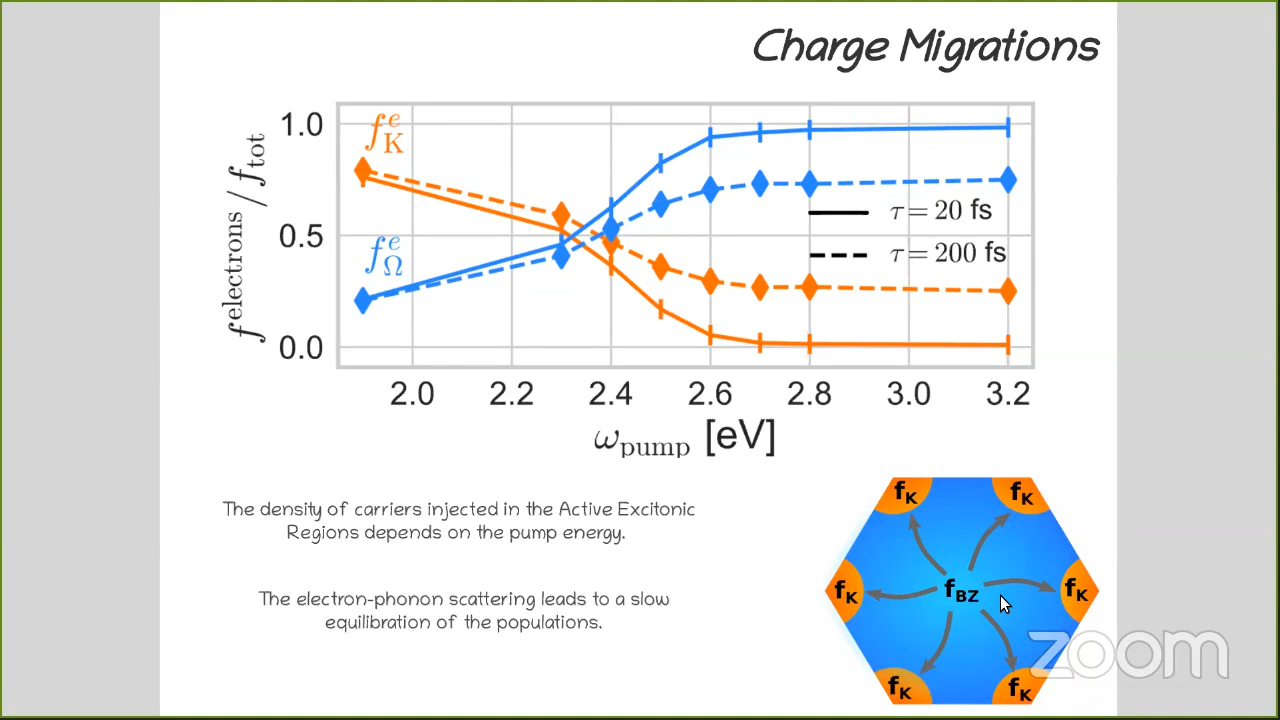 Charge Migrations
f^electrons / f_tot
1.0
0.5
0.0
f^e_K
f^e_Ω
τ = 20 fs
τ = 200 fs
2.0 2.2 2.4 2.6 2.8 3.0 3.2
ω_pump [eV]
The density of carriers injected in the Active Excitonic
Regions depends on the pump energy.
The electron-phonon scattering leads to a slow
equilibration of the populations.
f_K f_K
f_K f_BZ f_K
f_K f_K
zoom